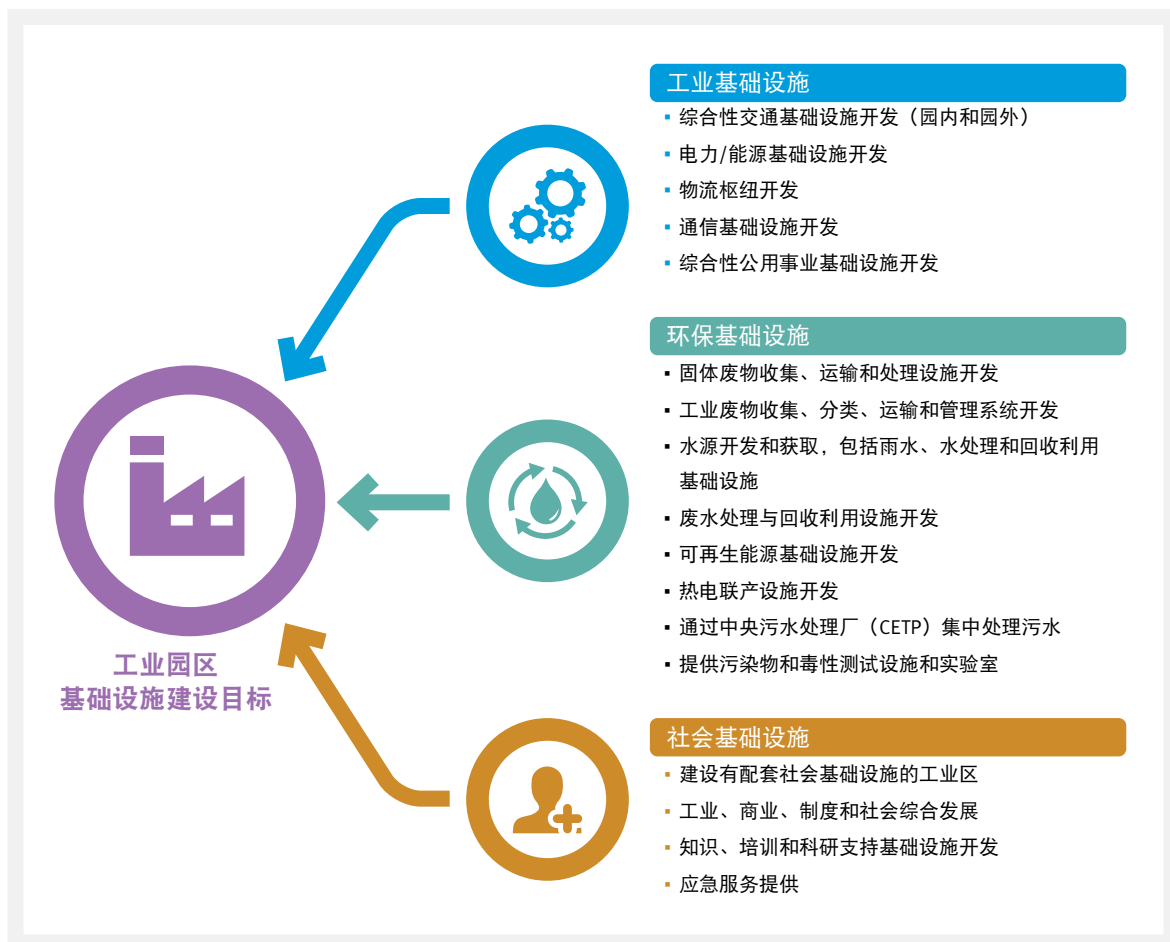 工业基础设施
▪ 综合性交通基础设施开发（园内和园外）
▪ 电力/能源基础设施开发
▪ 物流枢纽开发
▪ 通信基础设施开发
▪ 综合性公用事业基础设施开发
环保基础设施
▪ 固体废物收集、运输和处理设施开发
▪ 工业废物收集、分类、运输和管理系统开发
▪ 水源开发和获取，包括雨水、水处理和回收利用
基础设施
▪ 废水处理与回收利用设施开发
▪ 可再生能源基础设施开发
▪ 热电联产设施开发
▪ 通过中央污水处理厂（CETP）集中处理污水
▪ 提供污染物和毒性测试设施和实验室
工业园区
基础设施建设目标
社会基础设施
▪ 建设有配套社会基础设施的工业区
▪ 工业、商业、制度和社会综合发展
▪ 知识、培训和科研支持基础设施开发
▪ 应急服务提供